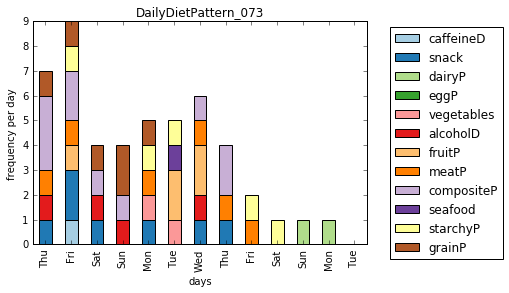 DailyDietPattern_073
frequency per day
9
8
7
6
5
4
3
2
1
0
Thu
Fri
Sat
Sun
Mon
Tue
Wed
Thu
Fri
Sat
Sun
Mon
Tue
days
caffeineD
snack
dairyP
eggP
vegetables
alcoholD
fruitP
meatP
compositeP
seafood
starchyP
grainP